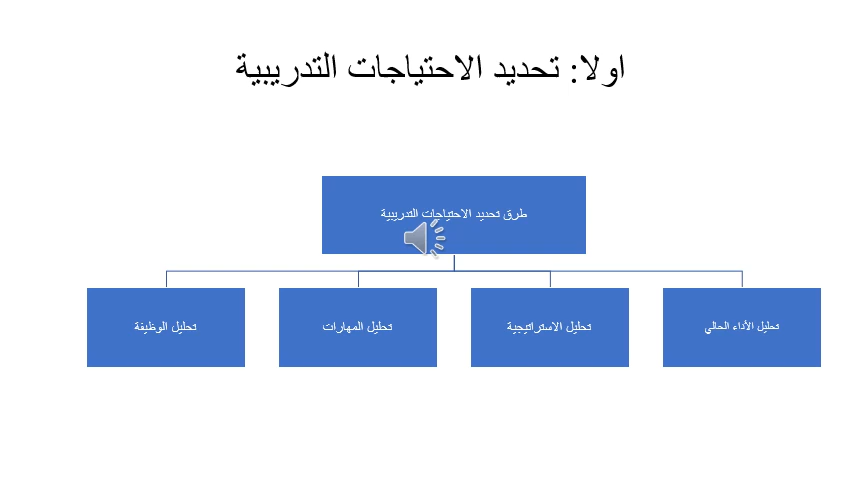 اولا: تحديد الاحتياجات التدريبية
طرق تحديد الاحتياجات التدريبية
تحليل الأداء الحالي
تحليل الاستراتيجية
تحليل المهارات
تحليل الوظيفة